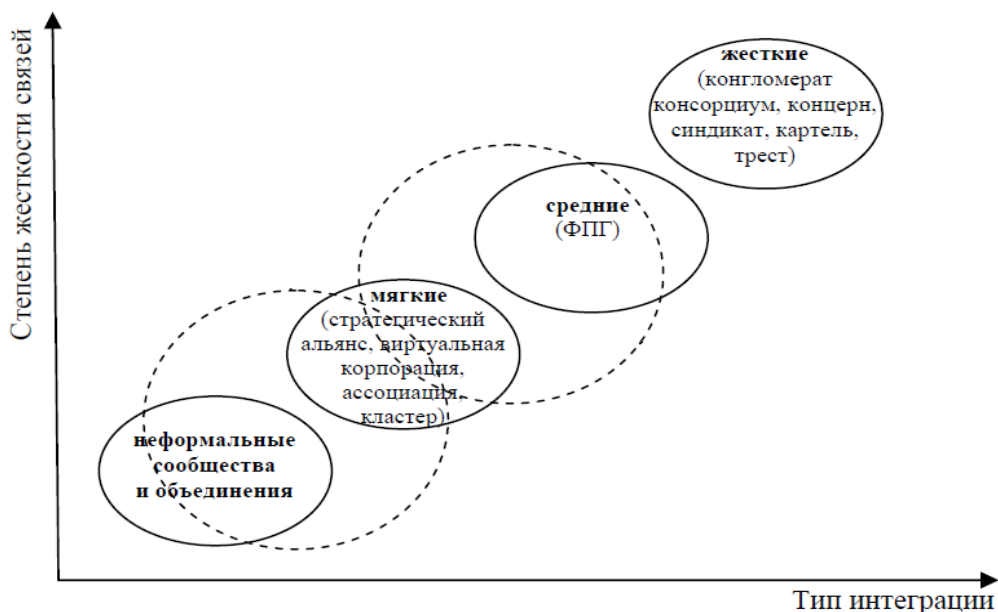 Степень жесткости связей
жесткие
(конгломерат
консорциум, концерн,
синдикат, картель,
трест)
средние
(ФПГ)
мягкие
(стратегический
альянс, виртуальная
корпорация,
ассоциация,
кластер)
неформальные
сообщества
и объединения
Тип интеграции